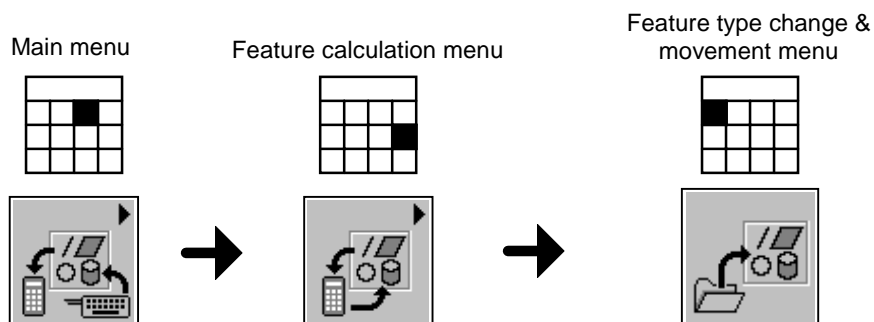 Main menu
Feature calculation menu
Feature type change &
movement menu